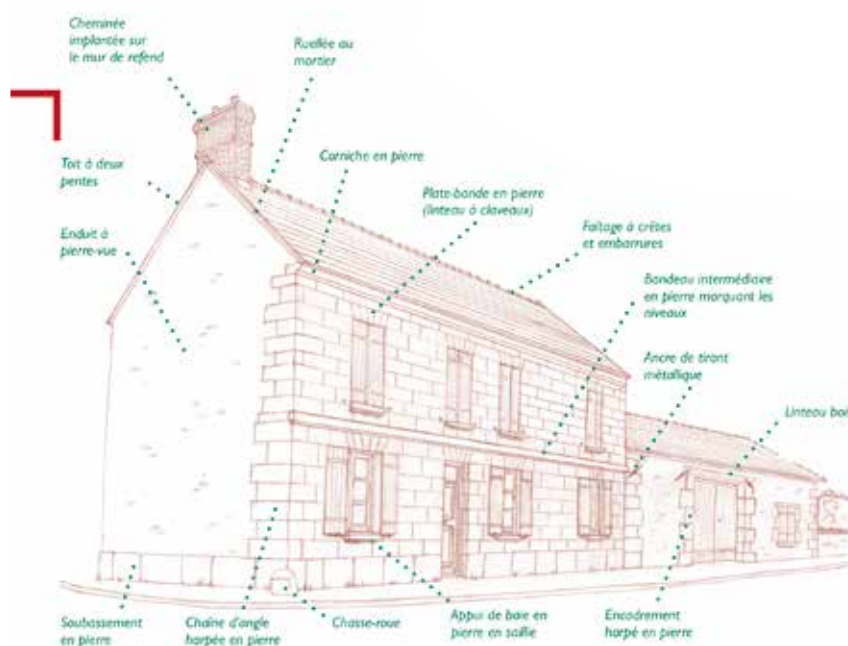 Cheminée
implantée sur
le mur de refend
Ruellée au
mortier
Toit à deux
pentes
Corniche en pierre
Plate-bande en pierre
(linteau à claveaux)
Enduit à
pierre-vue
Faîtage à crêtes
et embarrures
Bandeau intermédiaire
en pierre marquant les
niveaux
Ancre de tirant
métallique
Linteau bois
Soubassement
en pierre
Chaîne d'angle
harpée en pierre
Chasse-roue
Appui de baie en
pierre en saillie
Encadrement
harpé en pierre